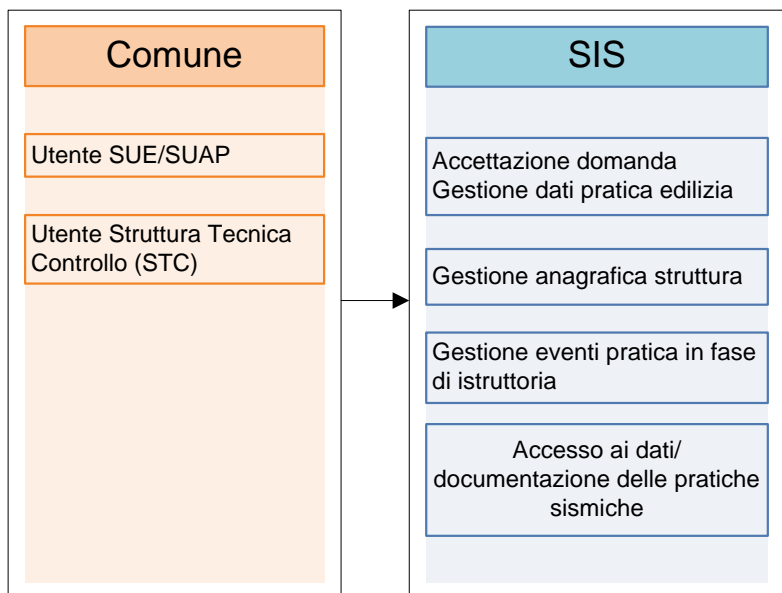 Comune
Utente SUE/SUAP
Utente Struttura Tecnica
Controllo (STC)
SIS
Accettazione domanda
Gestione dati pratica edilizia
Gestione anagrafica struttura
Gestione eventi pratica in fase
di istruttoria
Accesso ai dati/
documentazione delle pratiche
sismiche